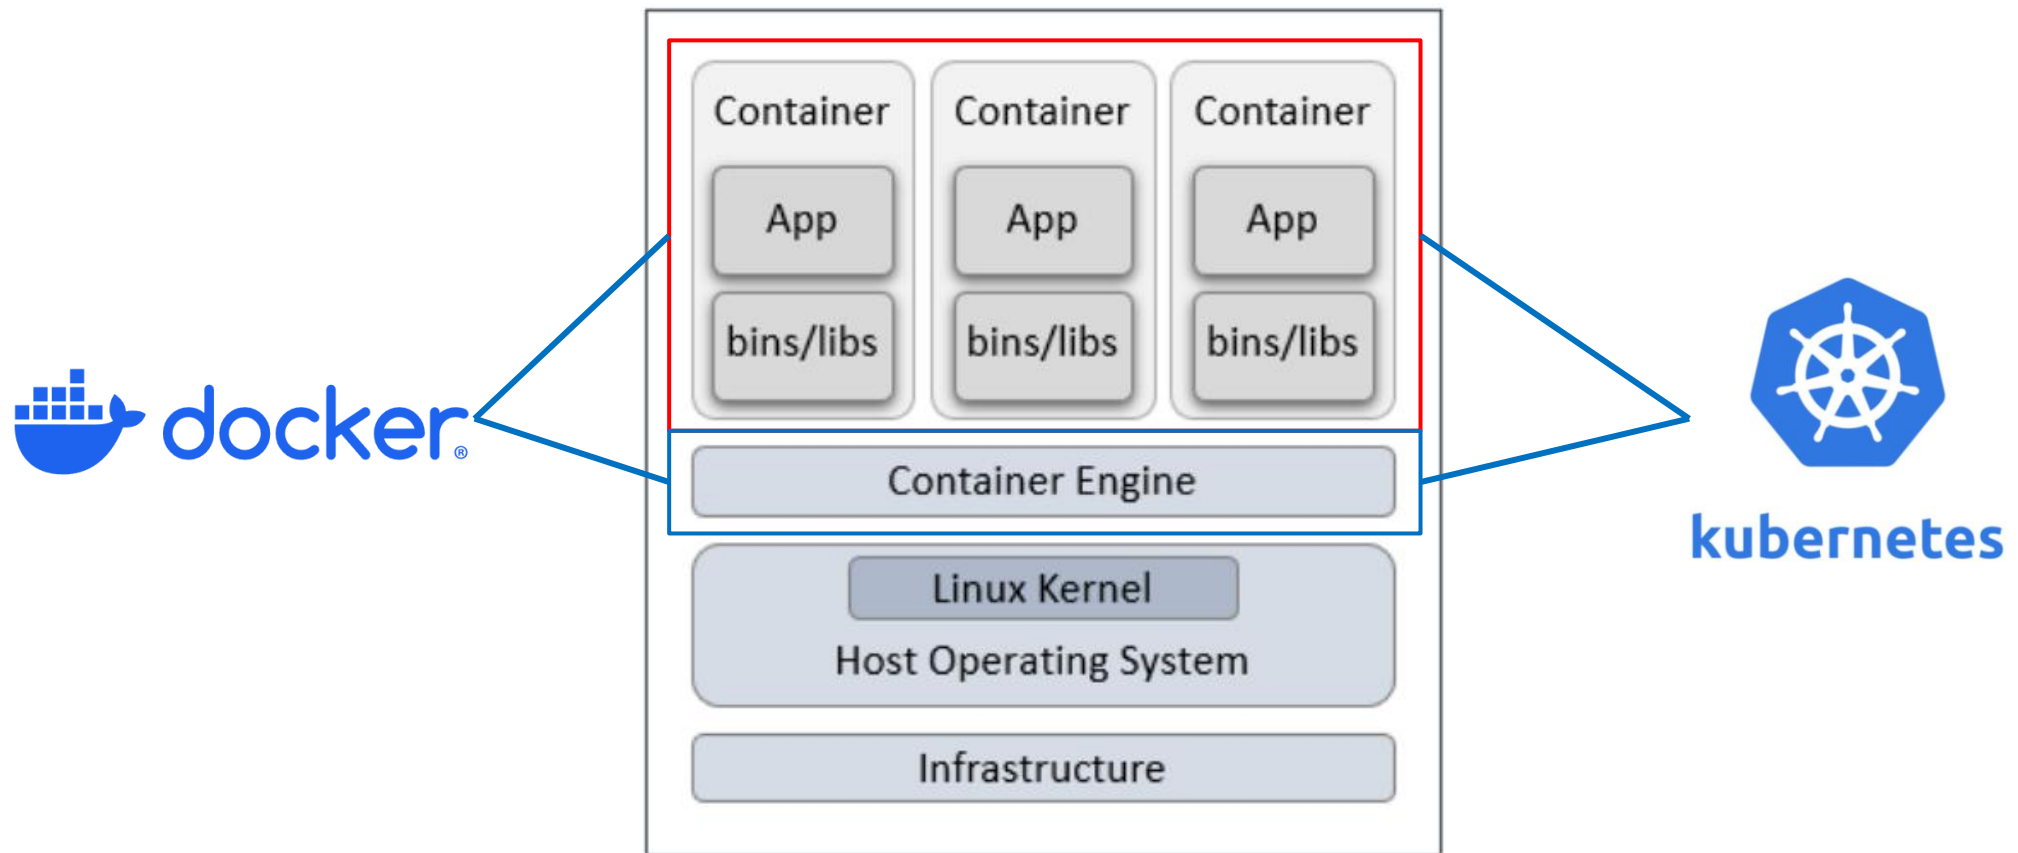 Container Container Container
App App App
bins/libs bins/libs bins/libs
docker®
Container Engine
kubernetes
Linux Kernel
Host Operating System
Infrastructure